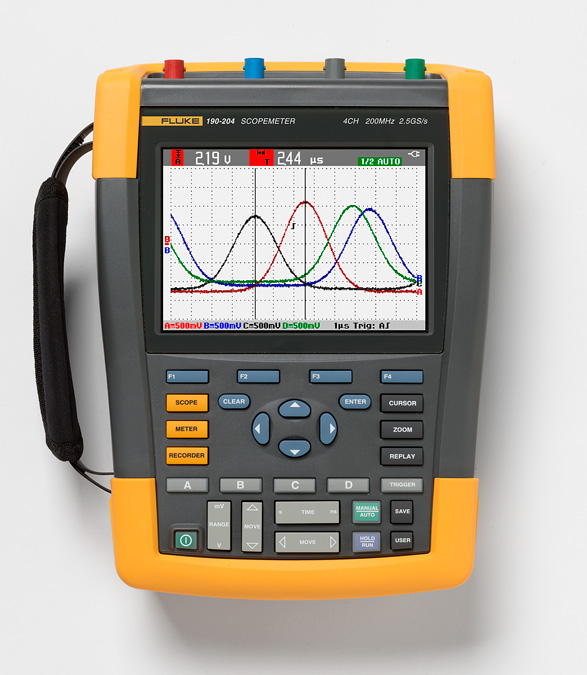 FLUKE 190-204 SCOPEMETER 4CH 200MHz 2.5GS/s
A 2.19 V T 2.44 µs 1/2 AUTO
D
B
B
C
A
A=500mV B=500mV C=500mV D=500mV 1µs Trig: A
F1 F2 F3 F4
SCOPE CLEAR ENTER CURSOR
METER ZOOM
RECORDER REPLAY
A B C D TRIGGER
mV RANGE V
MOVE
s TIME ns
MANUAL
AUTO
SAVE
MOVE
HOLD
RUN
USER